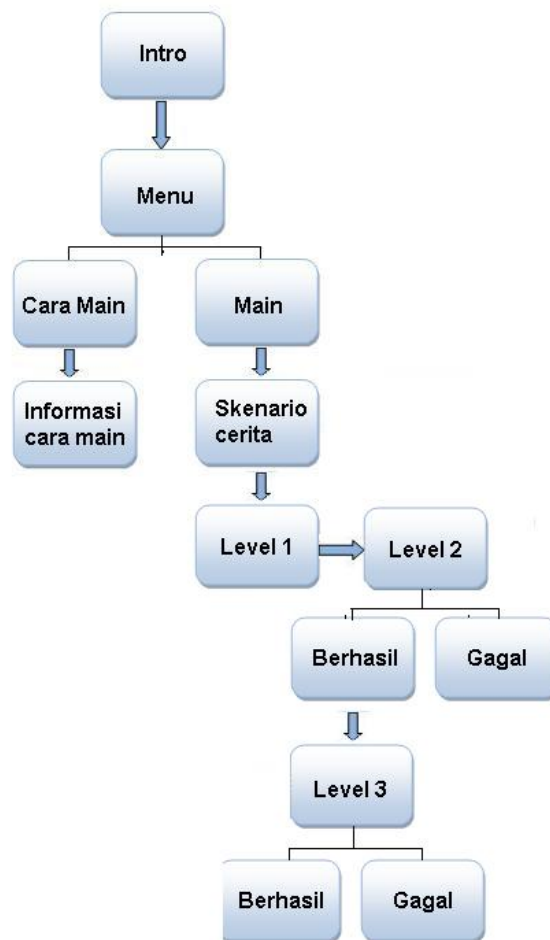 Intro
Menu
Cara Main
Main
Informasi
cara main
Skenario
cerita
Level 1
Level 2
Berhasil
Gagal
Level 3
Berhasil
Gagal